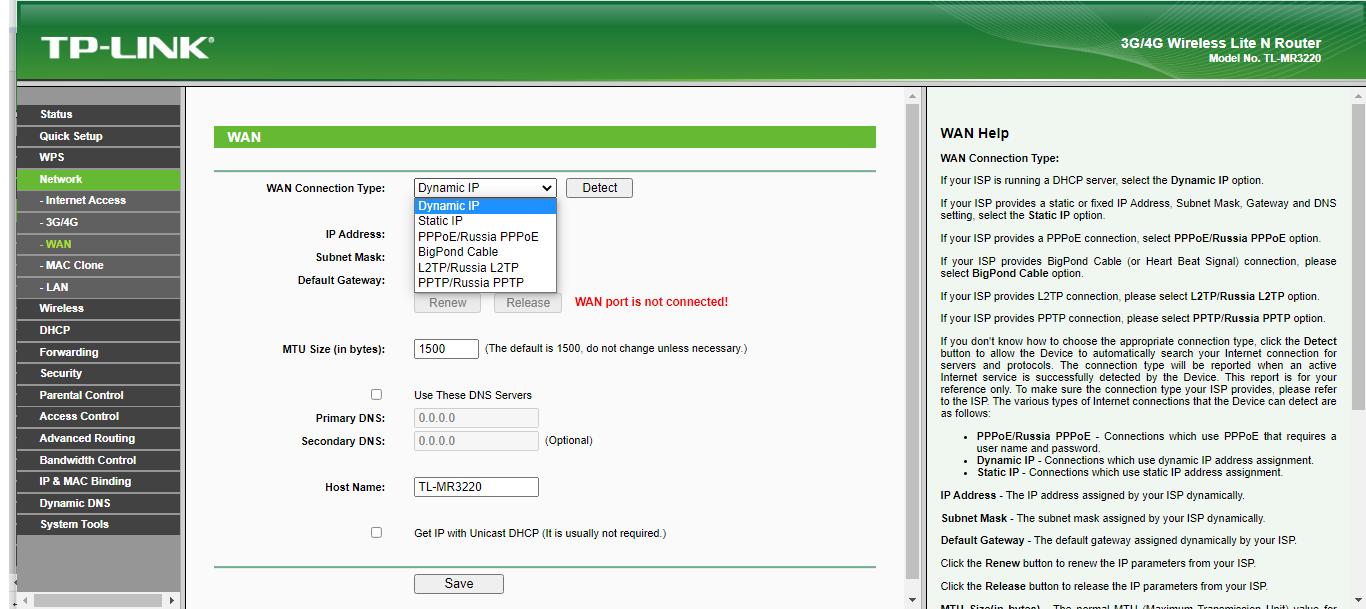 TP-LINK®
3G/4G Wireless Lite N Router
Model No. TL-MR3220
Status
Quick Setup
WPS
Network
- Internet Access
- 3G/4G
- WAN
- MAC Clone
- LAN
Wireless
DHCP
Forwarding
Security
Parental Control
Access Control
Advanced Routing
Bandwidth Control
IP & MAC Binding
Dynamic DNS
System Tools
WAN
WAN Connection Type: Dynamic IP Detect
Dynamic IP
Static IP
PPPoE/Russia PPPoE
BigPond Cable
L2TP/Russia L2TP
PPTP/Russia PPTP
IP Address:
Subnet Mask:
Default Gateway:
Renew Release WAN port is not connected!
MTU Size (in bytes): 1500 (The default is 1500, do not change unless necessary.)
Use These DNS Servers
Primary DNS: 0.0.0.0
Secondary DNS: 0.0.0.0 (Optional)
Host Name: TL-MR3220
Get IP with Unicast DHCP (It is usually not required.)
Save
WAN Help
WAN Connection Type:
If your ISP is running a DHCP server, select the Dynamic IP option.
If your ISP provides a static or fixed IP Address, Subnet Mask, Gateway and DNS
setting, select the Static IP option.
If your ISP provides a PPPoE connection, select PPPoE/Russia PPPoE option.
If your ISP provides BigPond Cable (or Heart Beat Signal) connection, please
select BigPond Cable option.
If your ISP provides L2TP connection, please select L2TP/Russia L2TP option.
If your ISP provides PPTP connection, please select PPTP/Russia PPTP option.
If you don't know how to choose the appropriate connection type, click the Detect
button to allow the Device to automatically search your Internet connection for
servers and protocols. The connection type will be reported when an active
Internet service is successfully detected by the Device. This report is for your
reference only. To make sure the connection type your ISP provides, please refer
to the ISP. The various types of Internet connections that the Device can detect are
as follows:
• PPPoE/Russia PPPoE - Connections which use PPPoE that requires a
user name and password.
• Dynamic IP - Connections which use dynamic IP address assignment.
• Static IP - Connections which use static IP address assignment.
IP Address - The IP address assigned by your ISP dynamically.
Subnet Mask - The subnet mask assigned by your ISP dynamically.
Default Gateway - The default gateway assigned dynamically by your ISP.
Click the Renew button to renew the IP parameters from your ISP.
Click the Release button to release the IP parameters from your ISP.
MTU Size(in bytes) - The normal MTU (Maximum Transmission Unit) value for